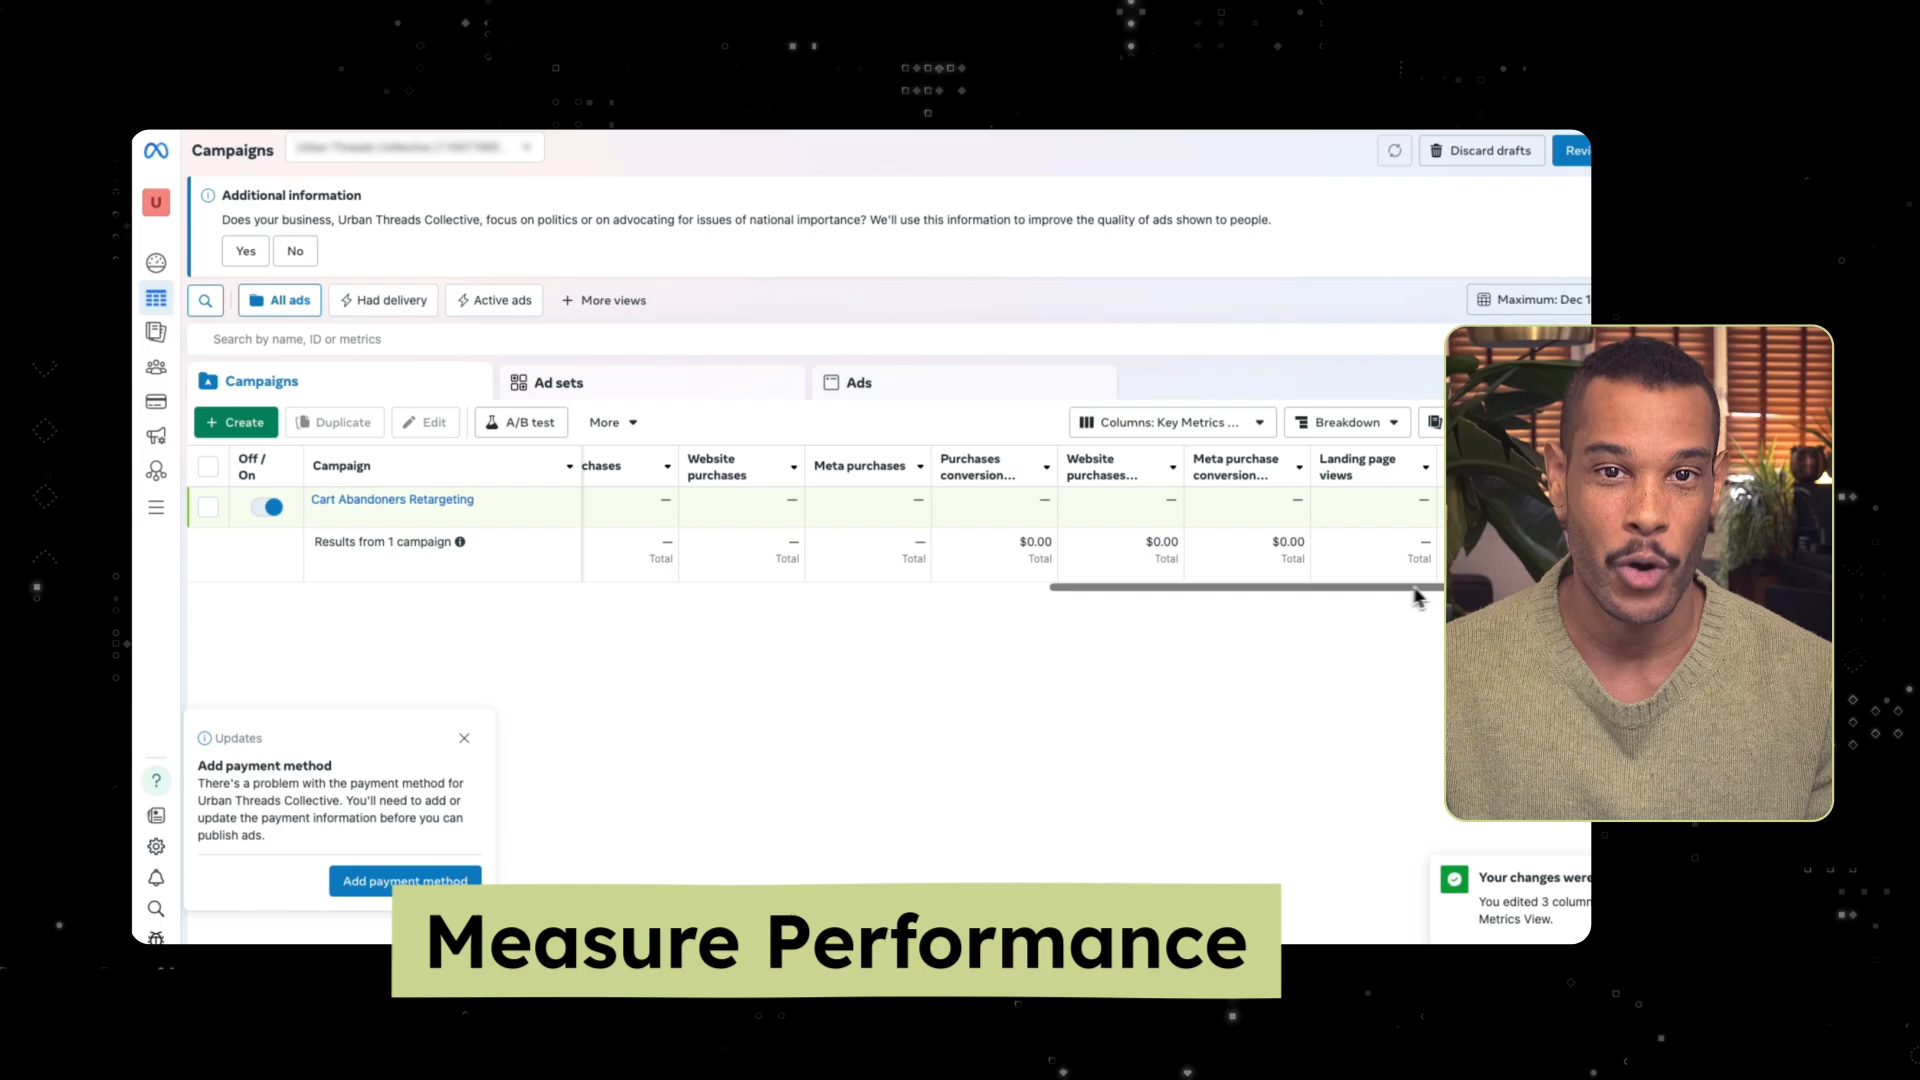 Campaigns
Discard drafts
Revi
U
Additional information
Does your business, Urban Threads Collective, focus on politics or on advocating for issues of national importance? We'll use this information to improve the quality of ads shown to people.
Yes
No
All ads
Had delivery
Active ads
+ More views
Maximum: Dec 1
Search by name, ID or metrics
Campaigns
Ad sets
Ads
+ Create
Duplicate
Edit
A/B test
More
Columns: Key Metrics ...
Breakdown
Off / On
Campaign
chases
Website purchases
Meta purchases
Purchases conversion...
Website purchases...
Meta purchase conversion...
Landing page views
Cart Abandoners Retargeting
— — — — — — —
Results from 1 campaign
— — — $0.00 $0.00 $0.00 —
Total Total Total Total Total Total Total
Updates
Add payment method
There's a problem with the payment method for
Urban Threads Collective. You'll need to add or
update the payment information before you can
publish ads.
Add payment method
?
Your changes were
You edited 3 column
Metrics View.
Measure Performance